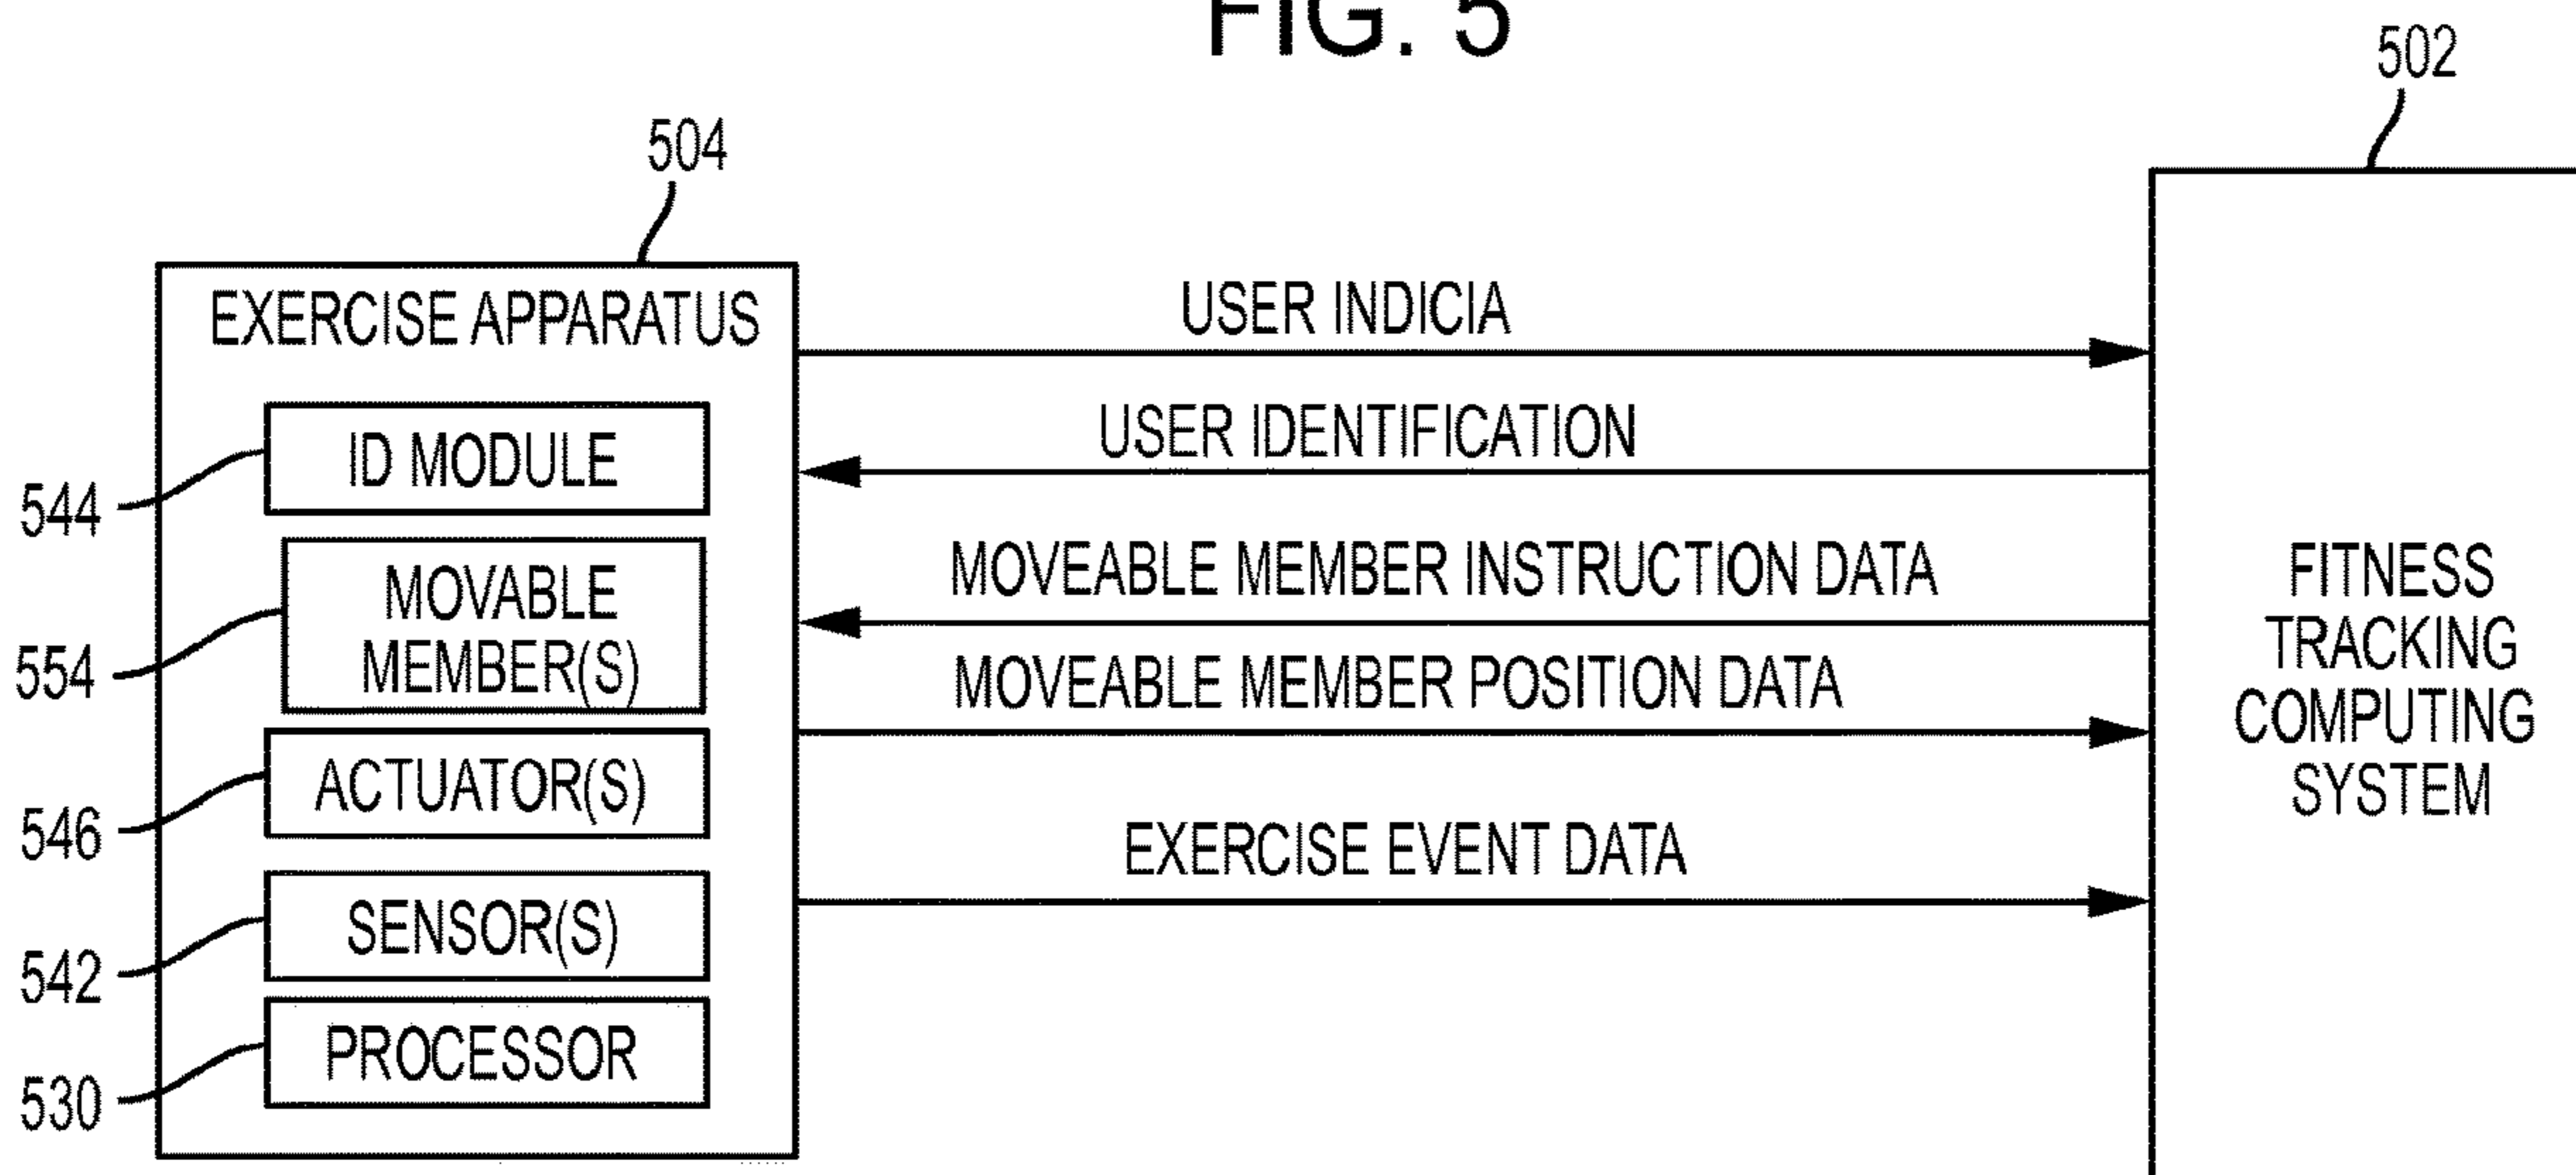 FIG. 5
502
504
EXERCISE APPARATUS
ID MODULE
544
MOVABLE
MEMBER(S)
554
ACTUATOR(S)
546
SENSOR(S)
542
PROCESSOR
530
USER INDICIA
USER IDENTIFICATION
MOVEABLE MEMBER INSTRUCTION DATA
MOVEABLE MEMBER POSITION DATA
EXERCISE EVENT DATA
FITNESS
TRACKING
COMPUTING
SYSTEM